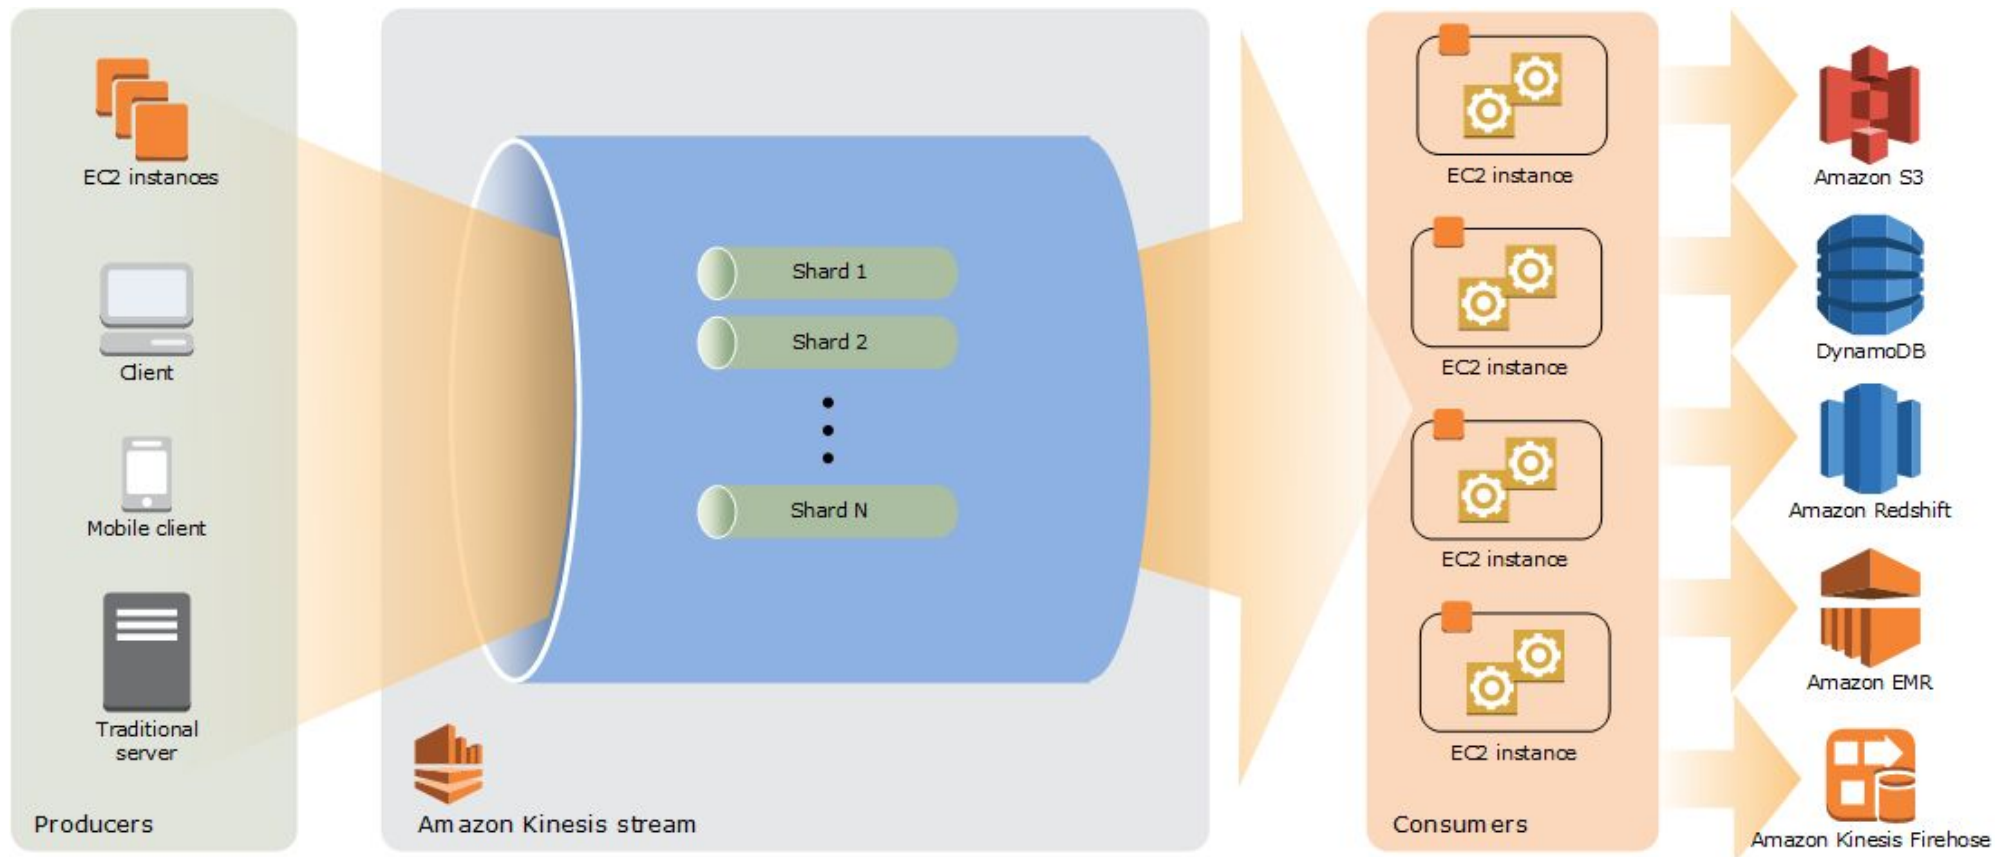 EC2 instances
Client
Mobile client
Traditional
server
Producers
Shard 1
Shard 2
Shard N
Amazon Kinesis stream
EC2 instance
EC2 instance
EC2 instance
EC2 instance
Consumers
Amazon S3
DynamoDB
Amazon Redshift
Amazon EMR
Amazon Kinesis Firehose